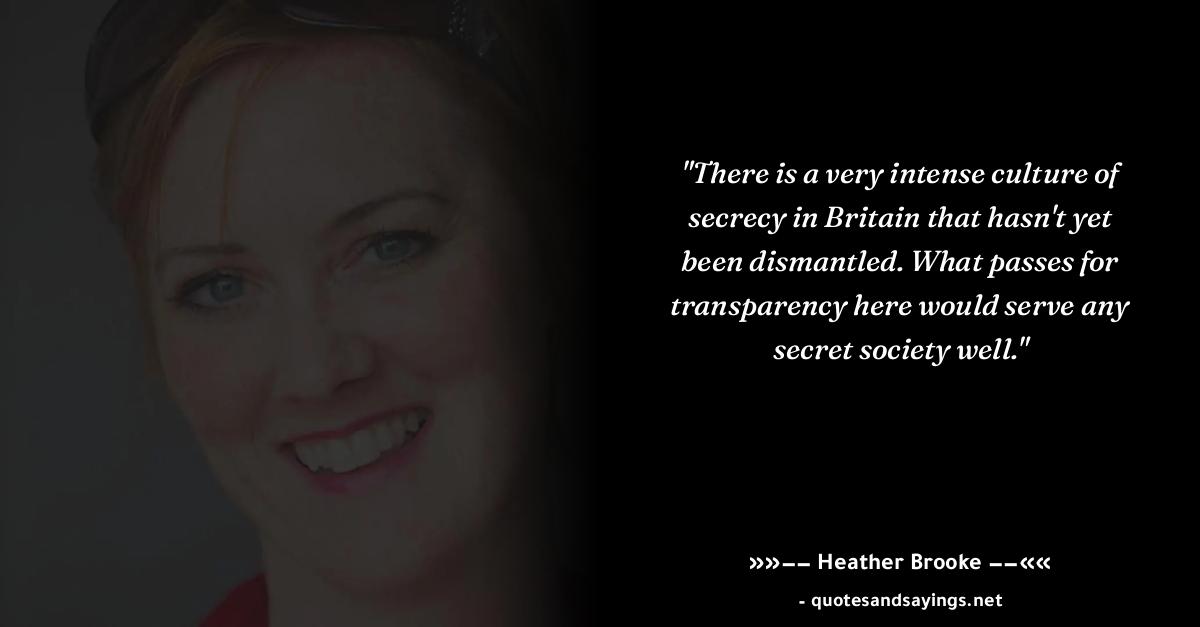 "There is a very intense culture of
secrecy in Britain that hasn't yet
been dismantled. What passes for
transparency here would serve any
secret society well."
»»−− Heather Brooke −−««
- quotesandsayings.net